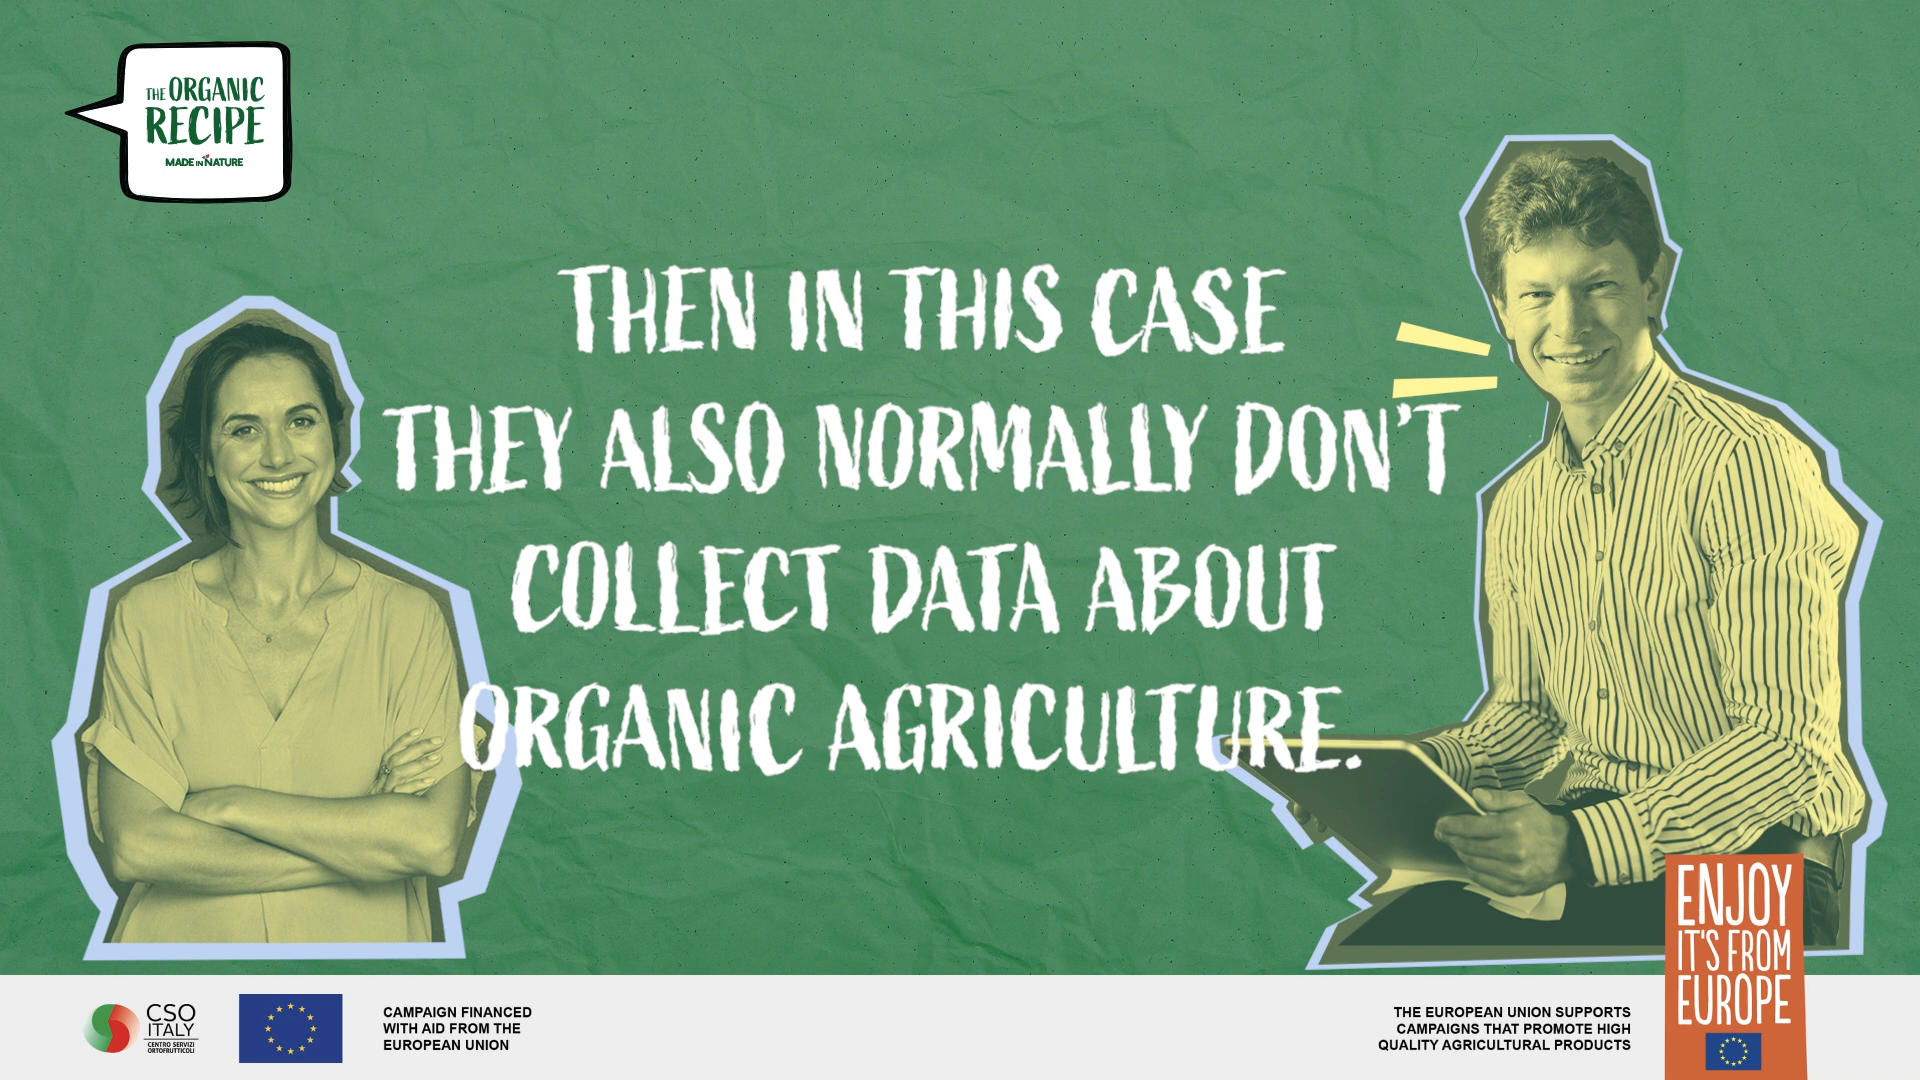 THE ORGANIC
RECIPE
MADE IN NATURE
THEN IN THIS CASE
THEY ALSO NORMALLY DON'T
COLLECT DATA ABOUT
ORGANIC AGRICULTURE.
CSO
ITALY
CENTRO SERVIZI
ORTOFRUTTICOLI
CAMPAIGN FINANCED
WITH AID FROM THE
EUROPEAN UNION
THE EUROPEAN UNION SUPPORTS
CAMPAIGNS THAT PROMOTE HIGH
QUALITY AGRICULTURAL PRODUCTS
ENJOY
IT'S FROM
EUROPE